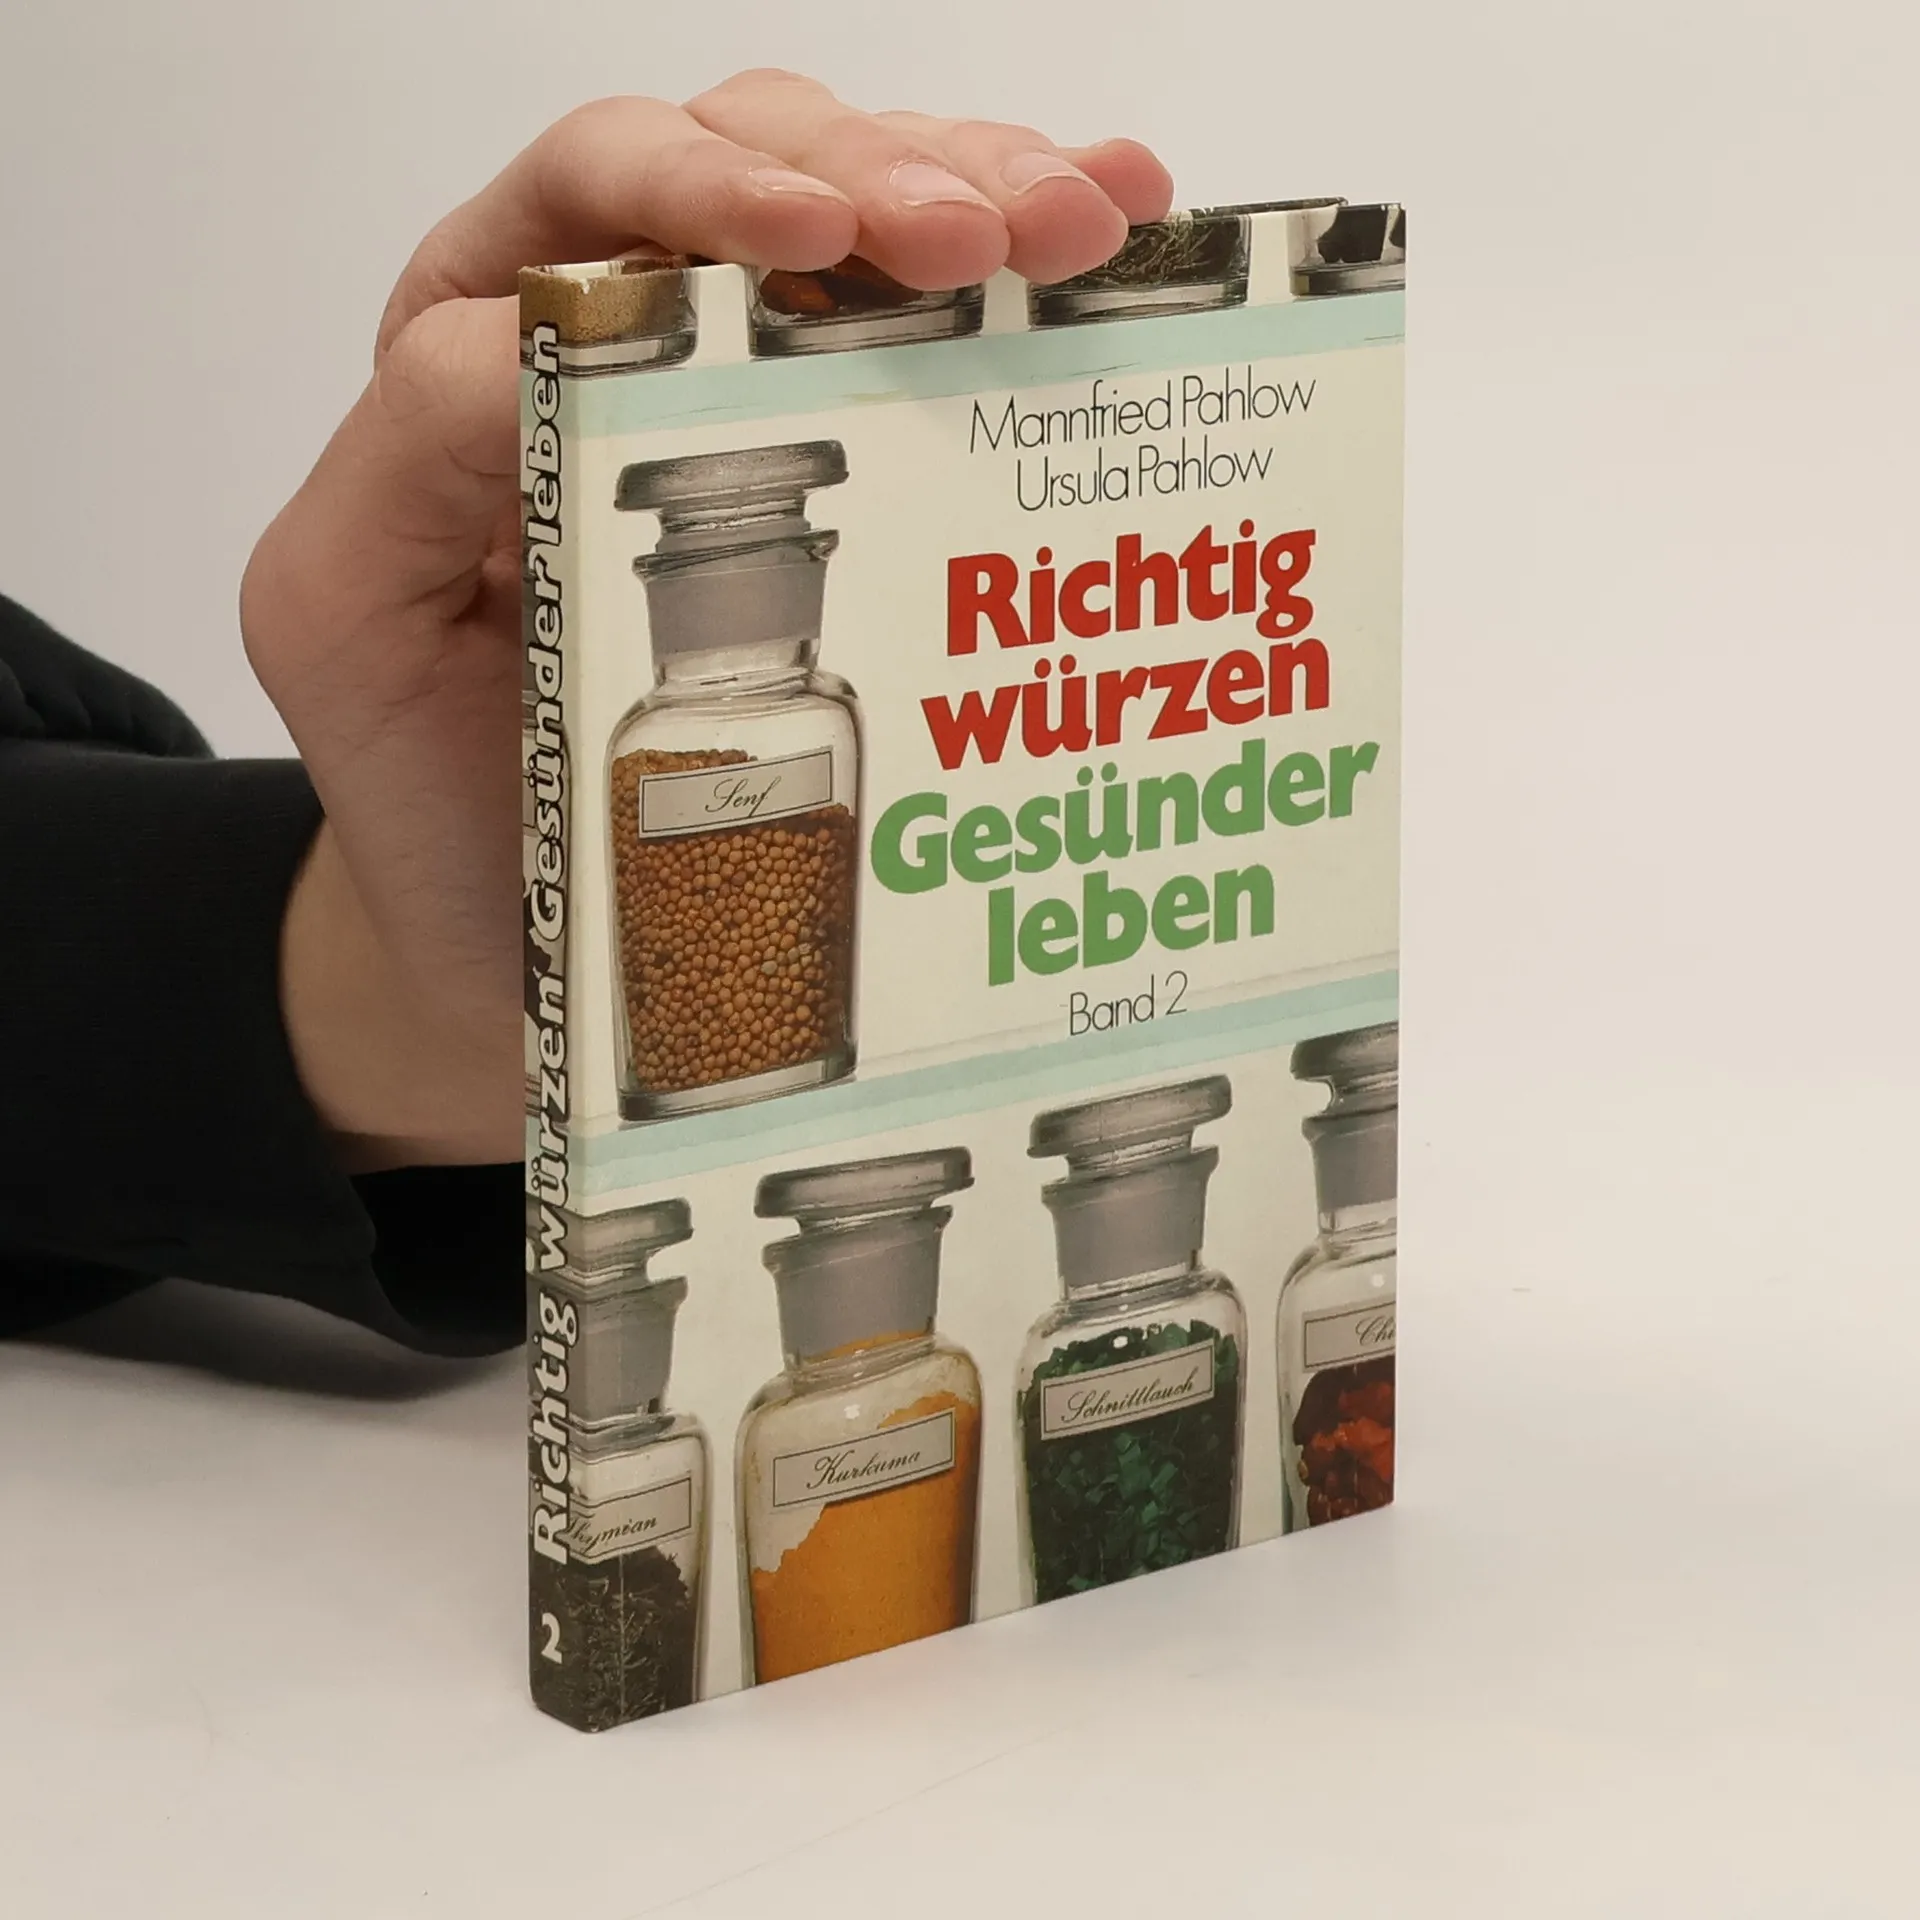 Mannfried Pahlow
Ursula Pahlow
Richtig
würzen
Gesünder
leben
Band 2
Senf
Thymian
Kurkuma
Schnittlauch
Richtig würzen Gesünder leben
2